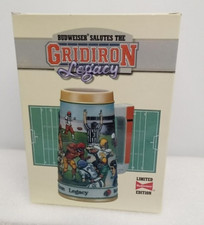 BUDWEISER SALUTES THE
GRIDIRON
Legacy
Legacy
LIMITED
EDITION